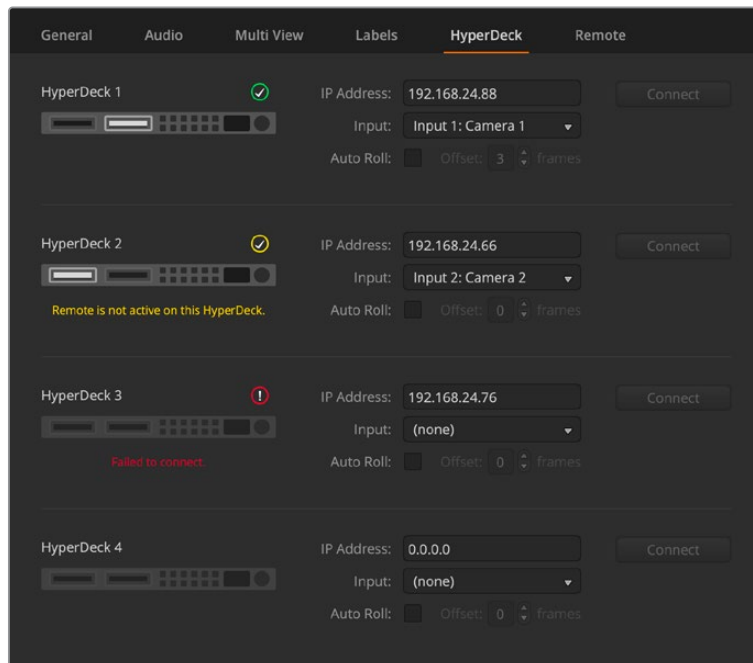 General Audio Multi View Labels HyperDeck Remote
HyperDeck 1 IP Address: 192.168.24.88 Connect
Input: Input 1: Camera 1
Auto Roll: Offset: 3 frames
HyperDeck 2 IP Address: 192.168.24.66 Connect
Input: Input 2: Camera 2
Remote is not active on this HyperDeck. Auto Roll: Offset: 0 frames
HyperDeck 3 IP Address: 192.168.24.76 Connect
Input: (none)
Failed to connect. Auto Roll: Offset: 0 frames
HyperDeck 4 IP Address: 0.0.0.0 Connect
Input: (none)
Auto Roll: Offset: 0 frames